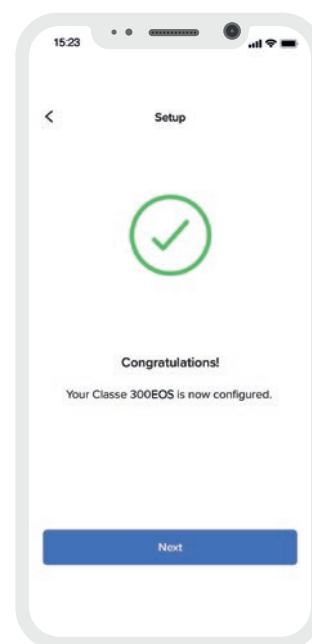 15:23
Setup
Congratulations!
Your Classe 300EOS is now configured.
Next